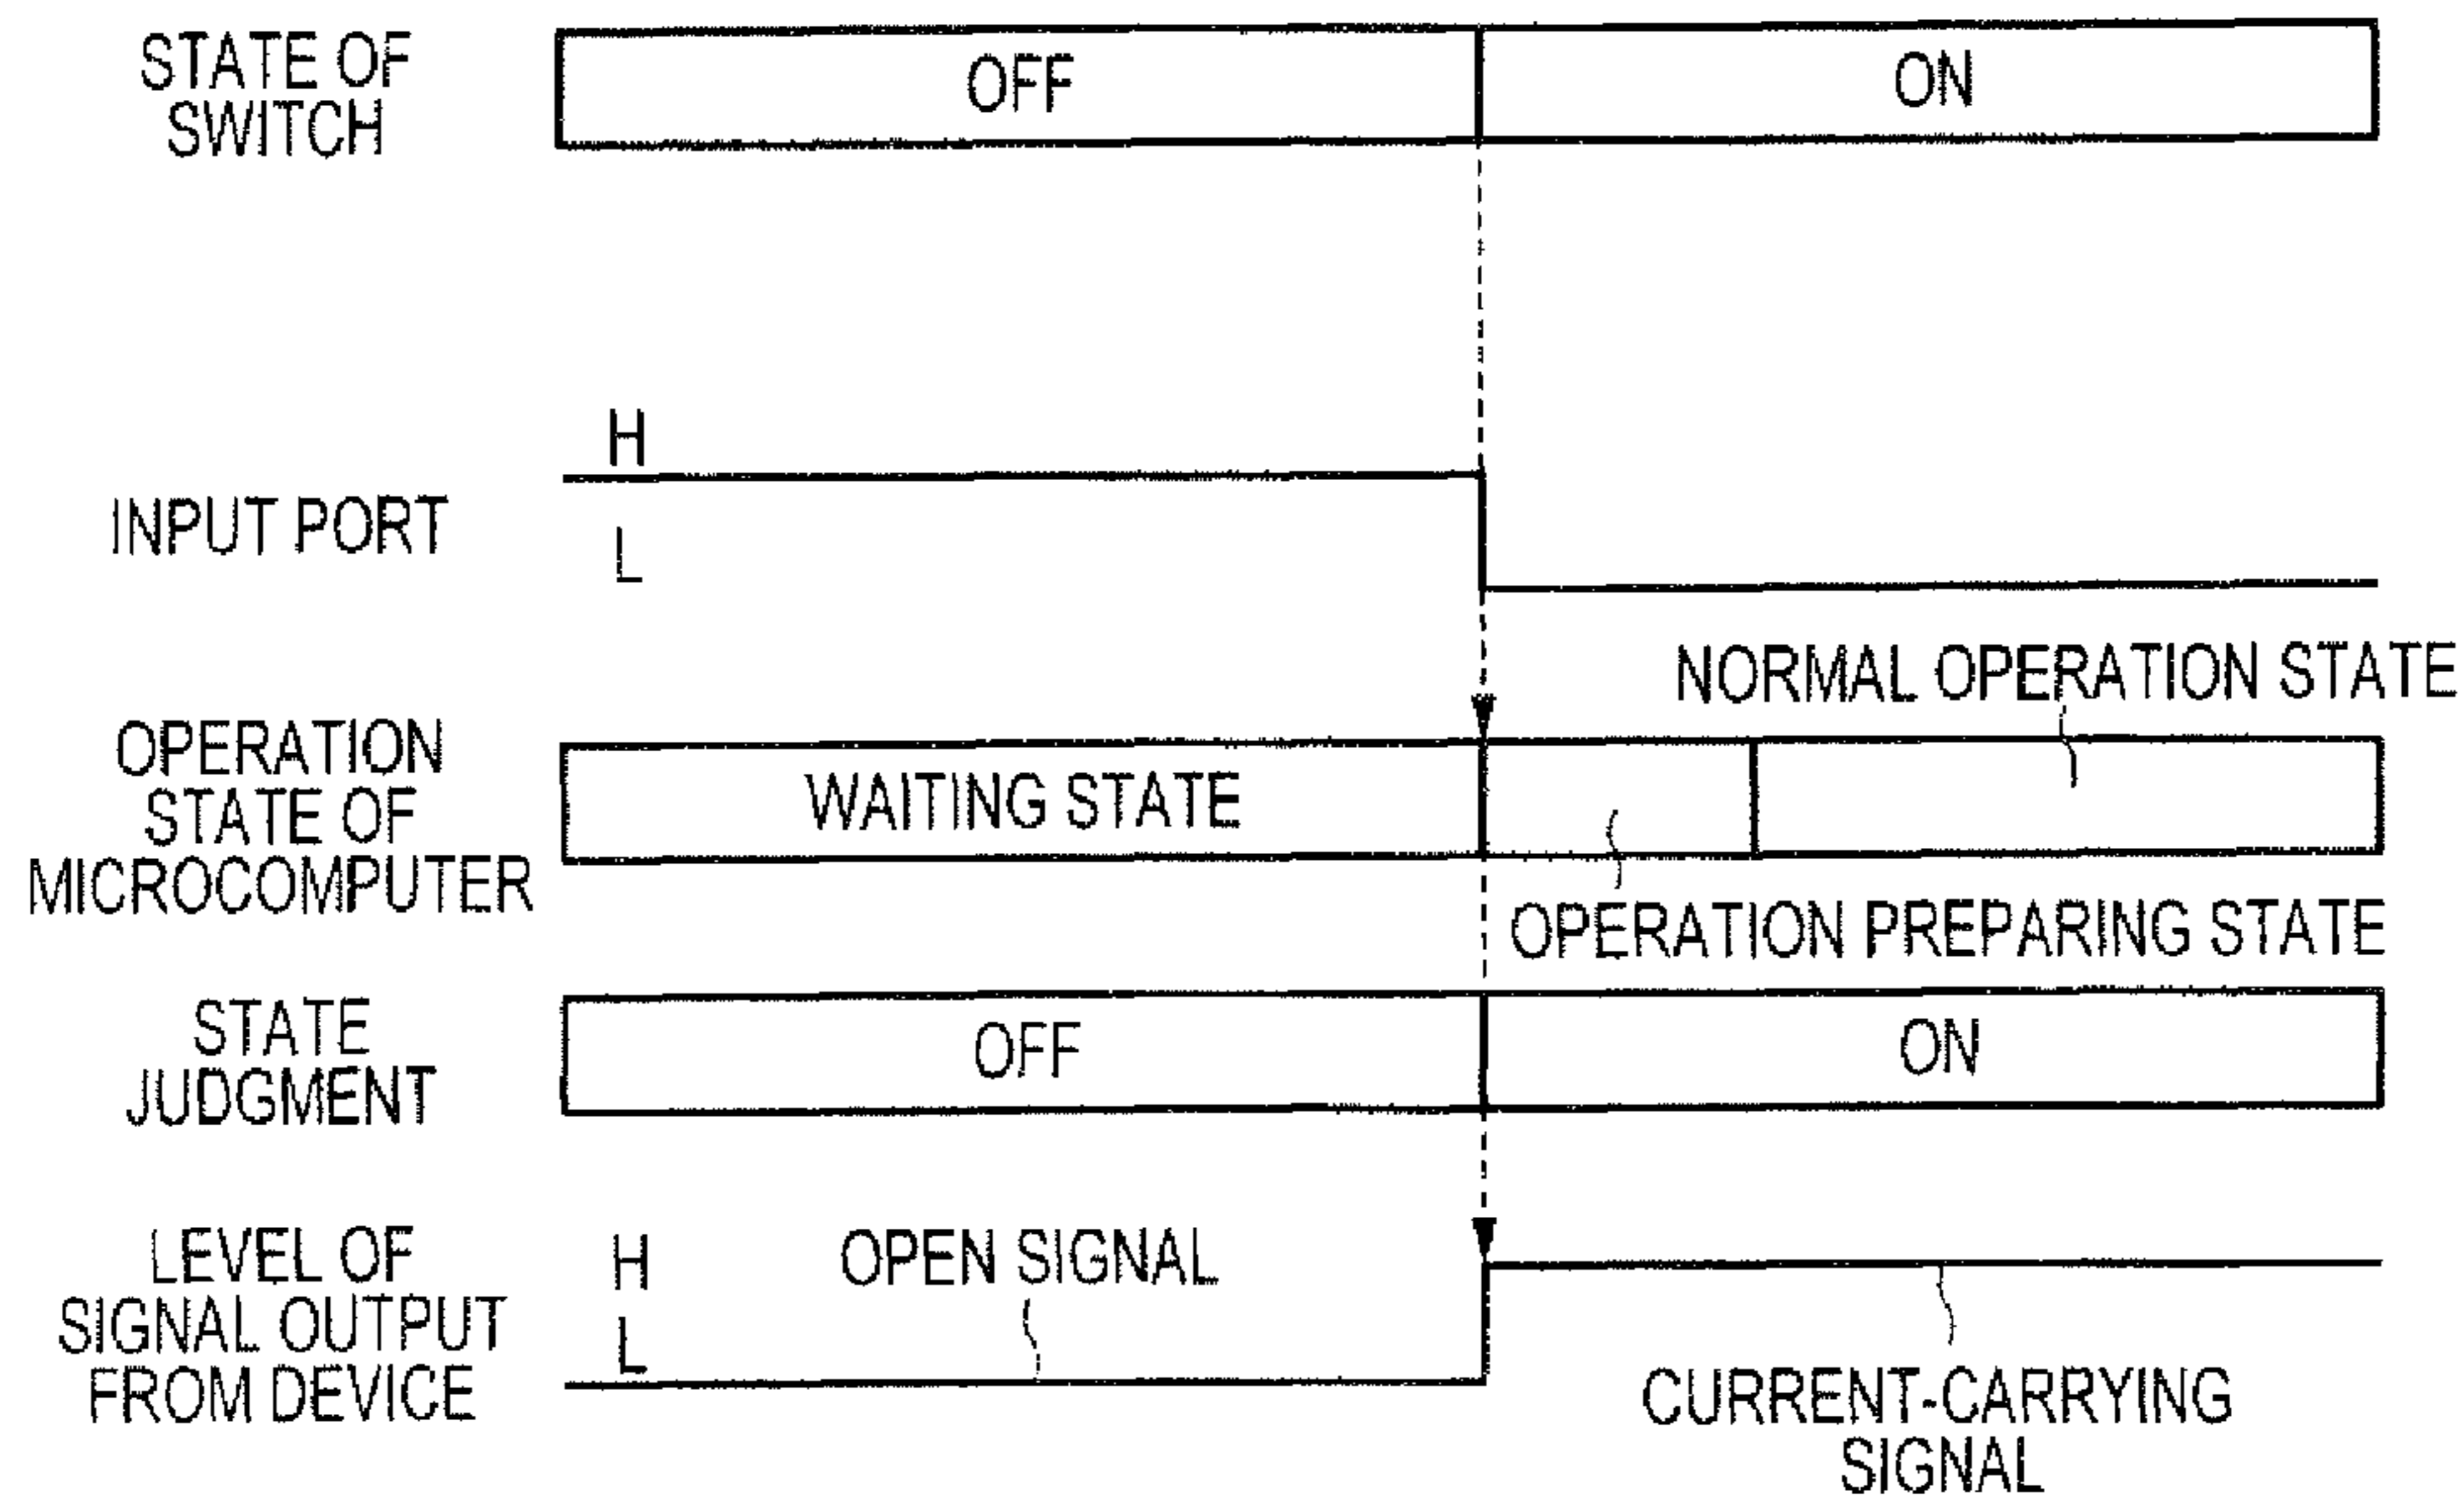 STATE OF
SWITCH
OFF
ON
H
INPUT PORT
L
NORMAL OPERATION STATE
OPERATION
STATE OF
MICROCOMPUTER
WAITING STATE
OPERATION PREPARING STATE
STATE
JUDGMENT
OFF
ON
LEVEL OF
SIGNAL OUTPUT
FROM DEVICE
H
L
OPEN SIGNAL
CURRENT-CARRYING
SIGNAL